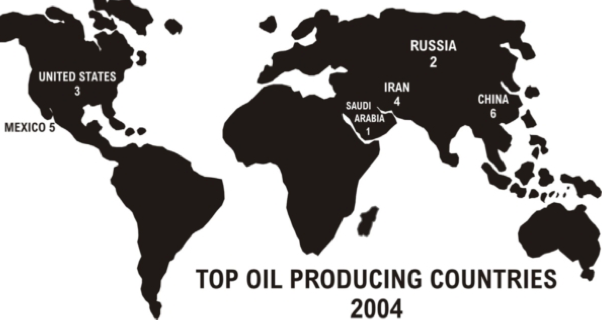 RUSSIA
2
UNITED STATES
3
IRAN
4
SAUDI
ARABIA
1
CHINA
6
MEXICO 5
TOP OIL PRODUCING COUNTRIES
2004